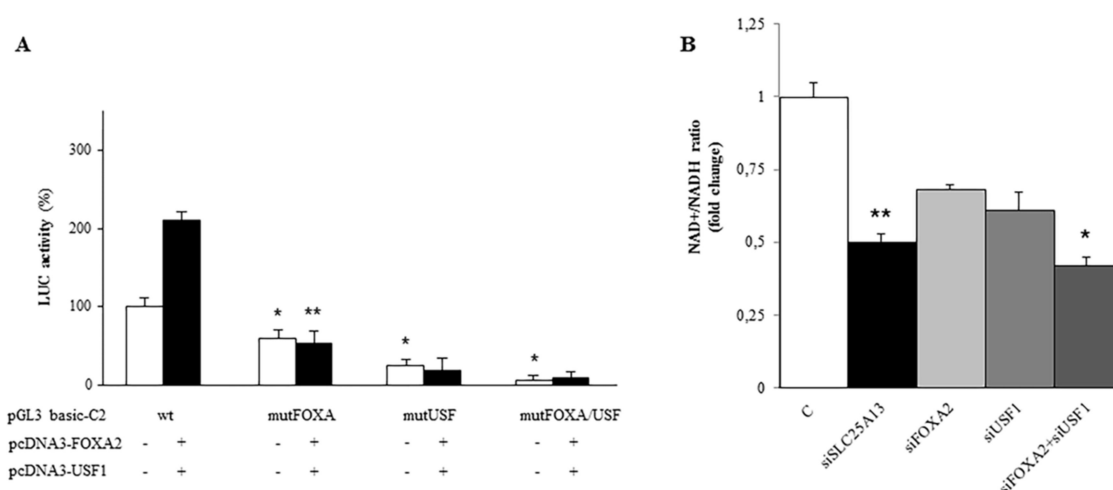 A
LUC activity (%)
300
200
100
0
* ** * *
pGL3 basic-C2 wt mutFOXA mutUSF mutFOXA/USF
pcDNA3-FOXA2 - + - + - + - +
pcDNA3-USF1 - + - + - + - +
B
NAD+/NADH ratio
(fold change)
1,25
1
0,75
0,5
0,25
0
** *
C siSLC25A13 siFOXA2 siUSF1 siFOXA2+siUSF1